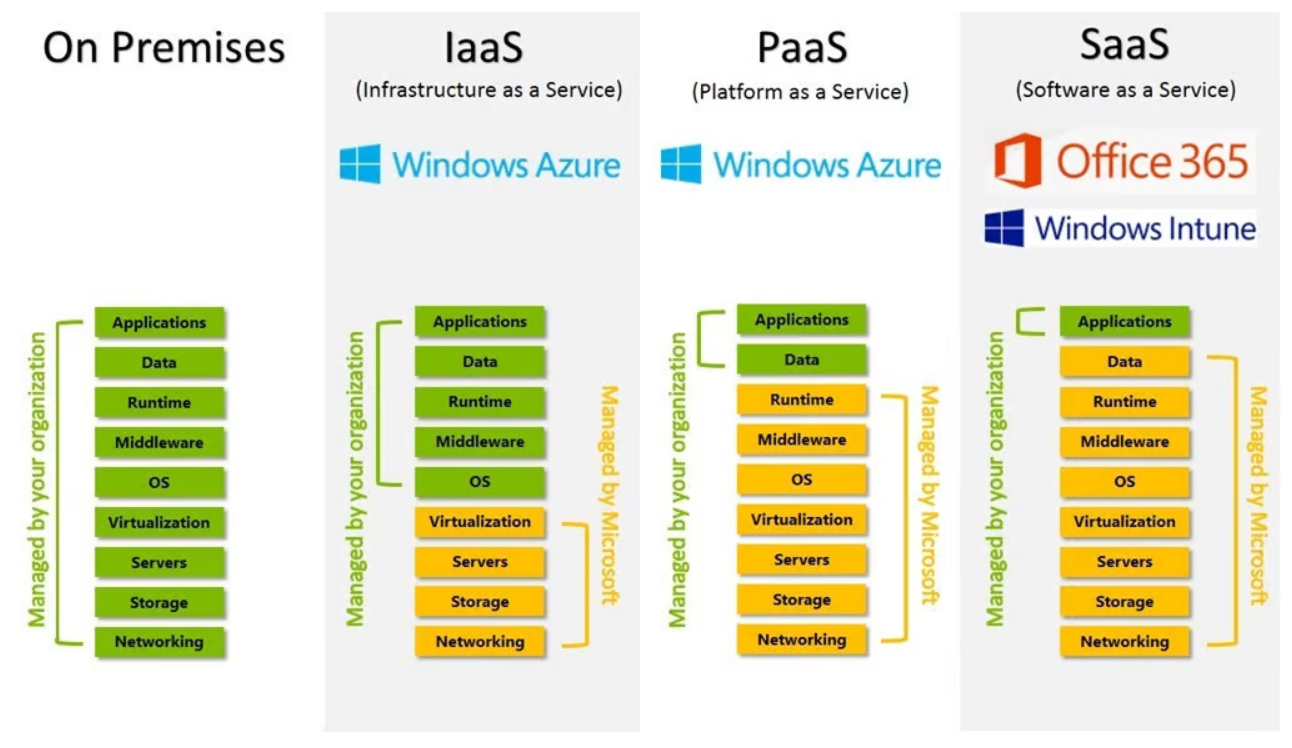 On Premises
Managed by your organization
Applications
Data
Runtime
Middleware
OS
Virtualization
Servers
Storage
Networking
IaaS
(Infrastructure as a Service)
Windows Azure
Managed by your organization
Applications
Data
Runtime
Middleware
OS
Virtualization
Servers
Storage
Networking
Managed by Microsoft
PaaS
(Platform as a Service)
Windows Azure
Managed by your organization
Applications
Data
Runtime
Middleware
OS
Virtualization
Servers
Storage
Networking
Managed by Microsoft
SaaS
(Software as a Service)
Office 365
Windows Intune
Managed by your organization
Applications
Data
Runtime
Middleware
OS
Virtualization
Servers
Storage
Networking
Managed by Microsoft